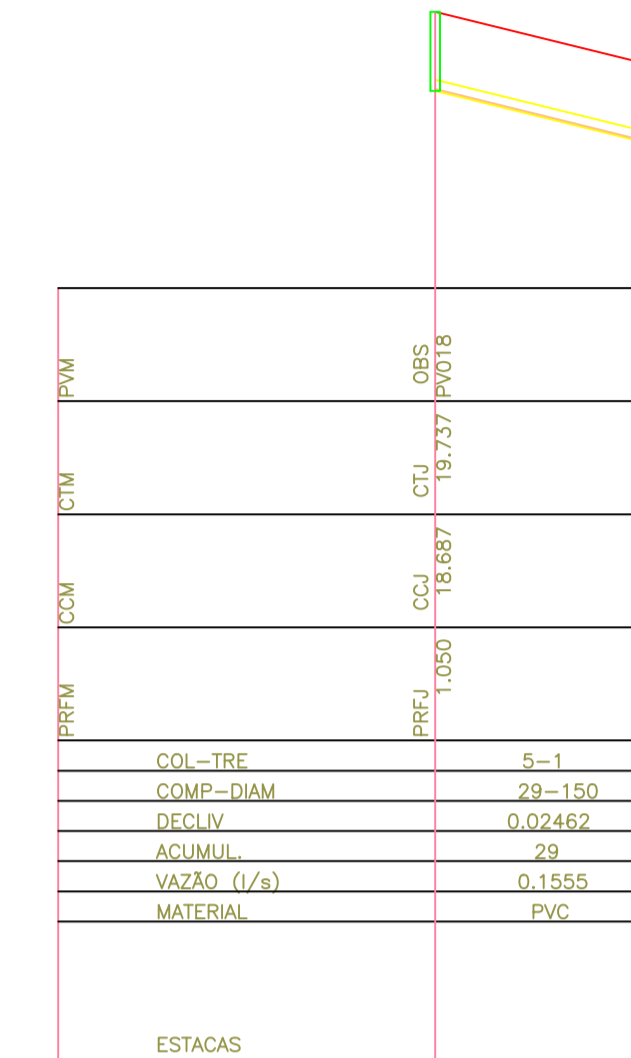 PVM OBS PV018
CTM CTJ 19.737
CCM CCJ 18.687
PRFM PRFJ 1.050
COL-TRE 5-1
COMP-DIAM 29-150
DECLIV 0.02462
ACUMUL. 29
VAZÃO (l/s) 0.1555
MATERIAL PVC
ESTACAS